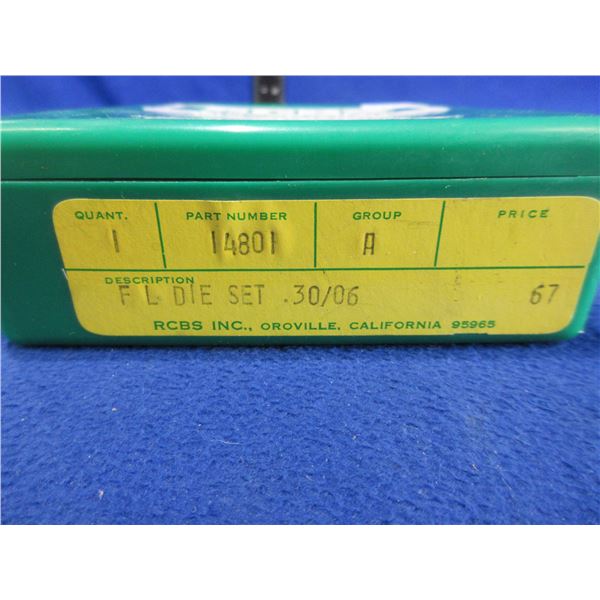 QUANT. PART NUMBER GROUP PRICE
1 14801 A
DESCRIPTION
F L DIE SET .30/06 67
RCBS INC., OROVILLE, CALIFORNIA 95965